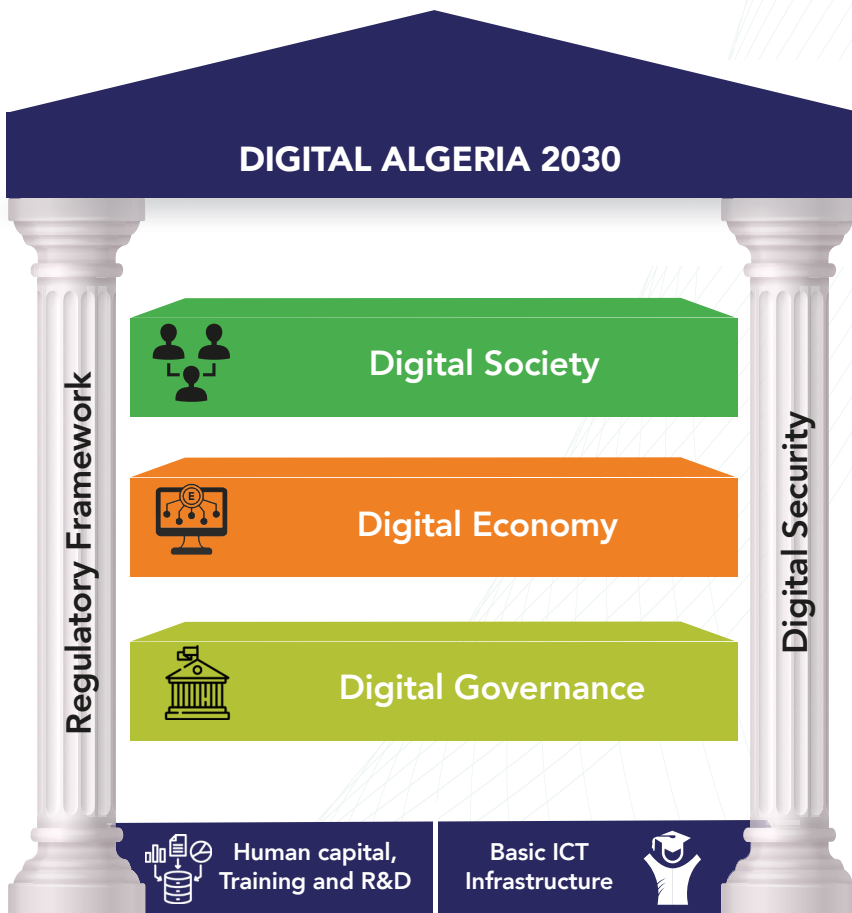 DIGITAL ALGERIA 2030
Regulatory Framework
Digital Society
E
Digital Economy
Digital Governance
Digital Security
Human capital,
Training and R&D
Basic ICT
Infrastructure